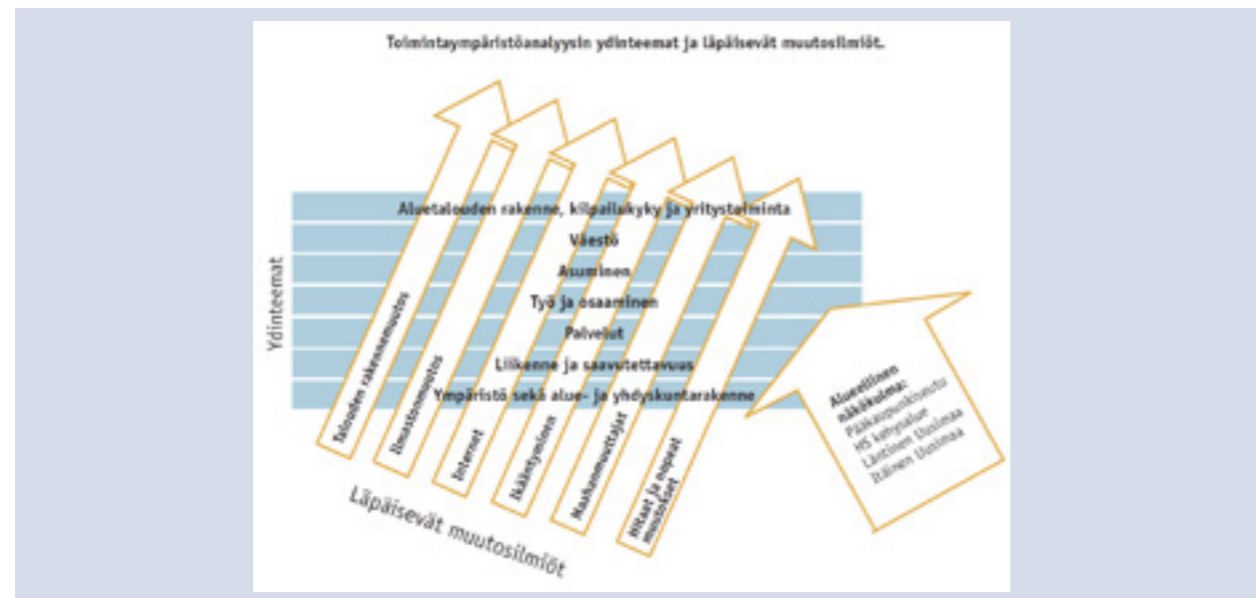 Toimintaympäristöanalyysin ydinteemat ja läpäisevät muutosilmiöt.
Ydinteemat
Aluetalouden rakenne, kilpailukyky ja yritystoiminta
Väestö
Asuminen
Työ ja osaaminen
Palvelut
Liikenne ja saavutettavuus
Ympäristö sekä alue- ja yhdyskuntarakenne
Talouden rakennemuutos
Ilmastonmuutos
Internet
Ikääntyminen
Maahanmuuttajat
Hitaat ja nopeat
muutokset
Läpäisevät muutosilmiöt
Alueellinen
näkökulma:
Pääkaupunkiseutu
HS kehysalue
Läntinen Uusimaa
Itäinen Uusimaa